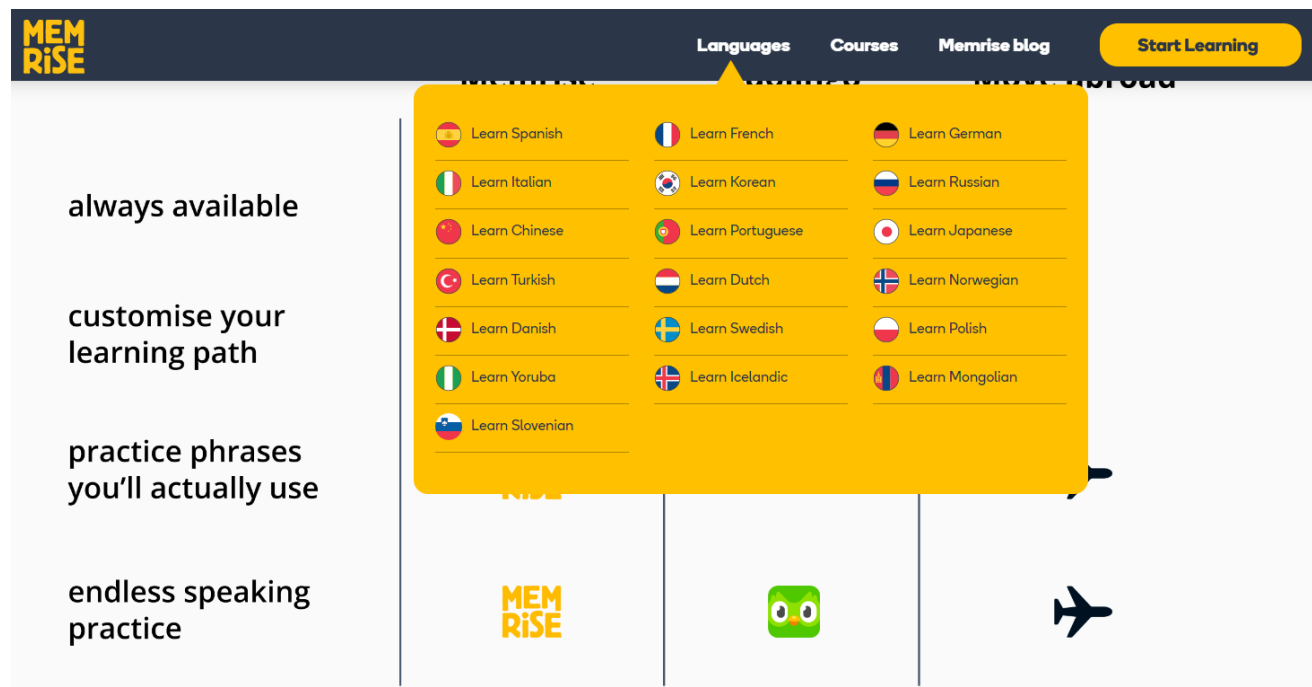 MEM
RiSE
Languages
Courses
Memrise blog
Start Learning
Learn Spanish
Learn French
Learn German
Learn Italian
Learn Korean
Learn Russian
Learn Chinese
Learn Portuguese
Learn Japanese
Learn Turkish
Learn Dutch
Learn Norwegian
Learn Danish
Learn Swedish
Learn Polish
Learn Yoruba
Learn Icelandic
Learn Mongolian
Learn Slovenian
always available
customise your
learning path
practice phrases
you'll actually use
endless speaking
practice
MEM
RiSE